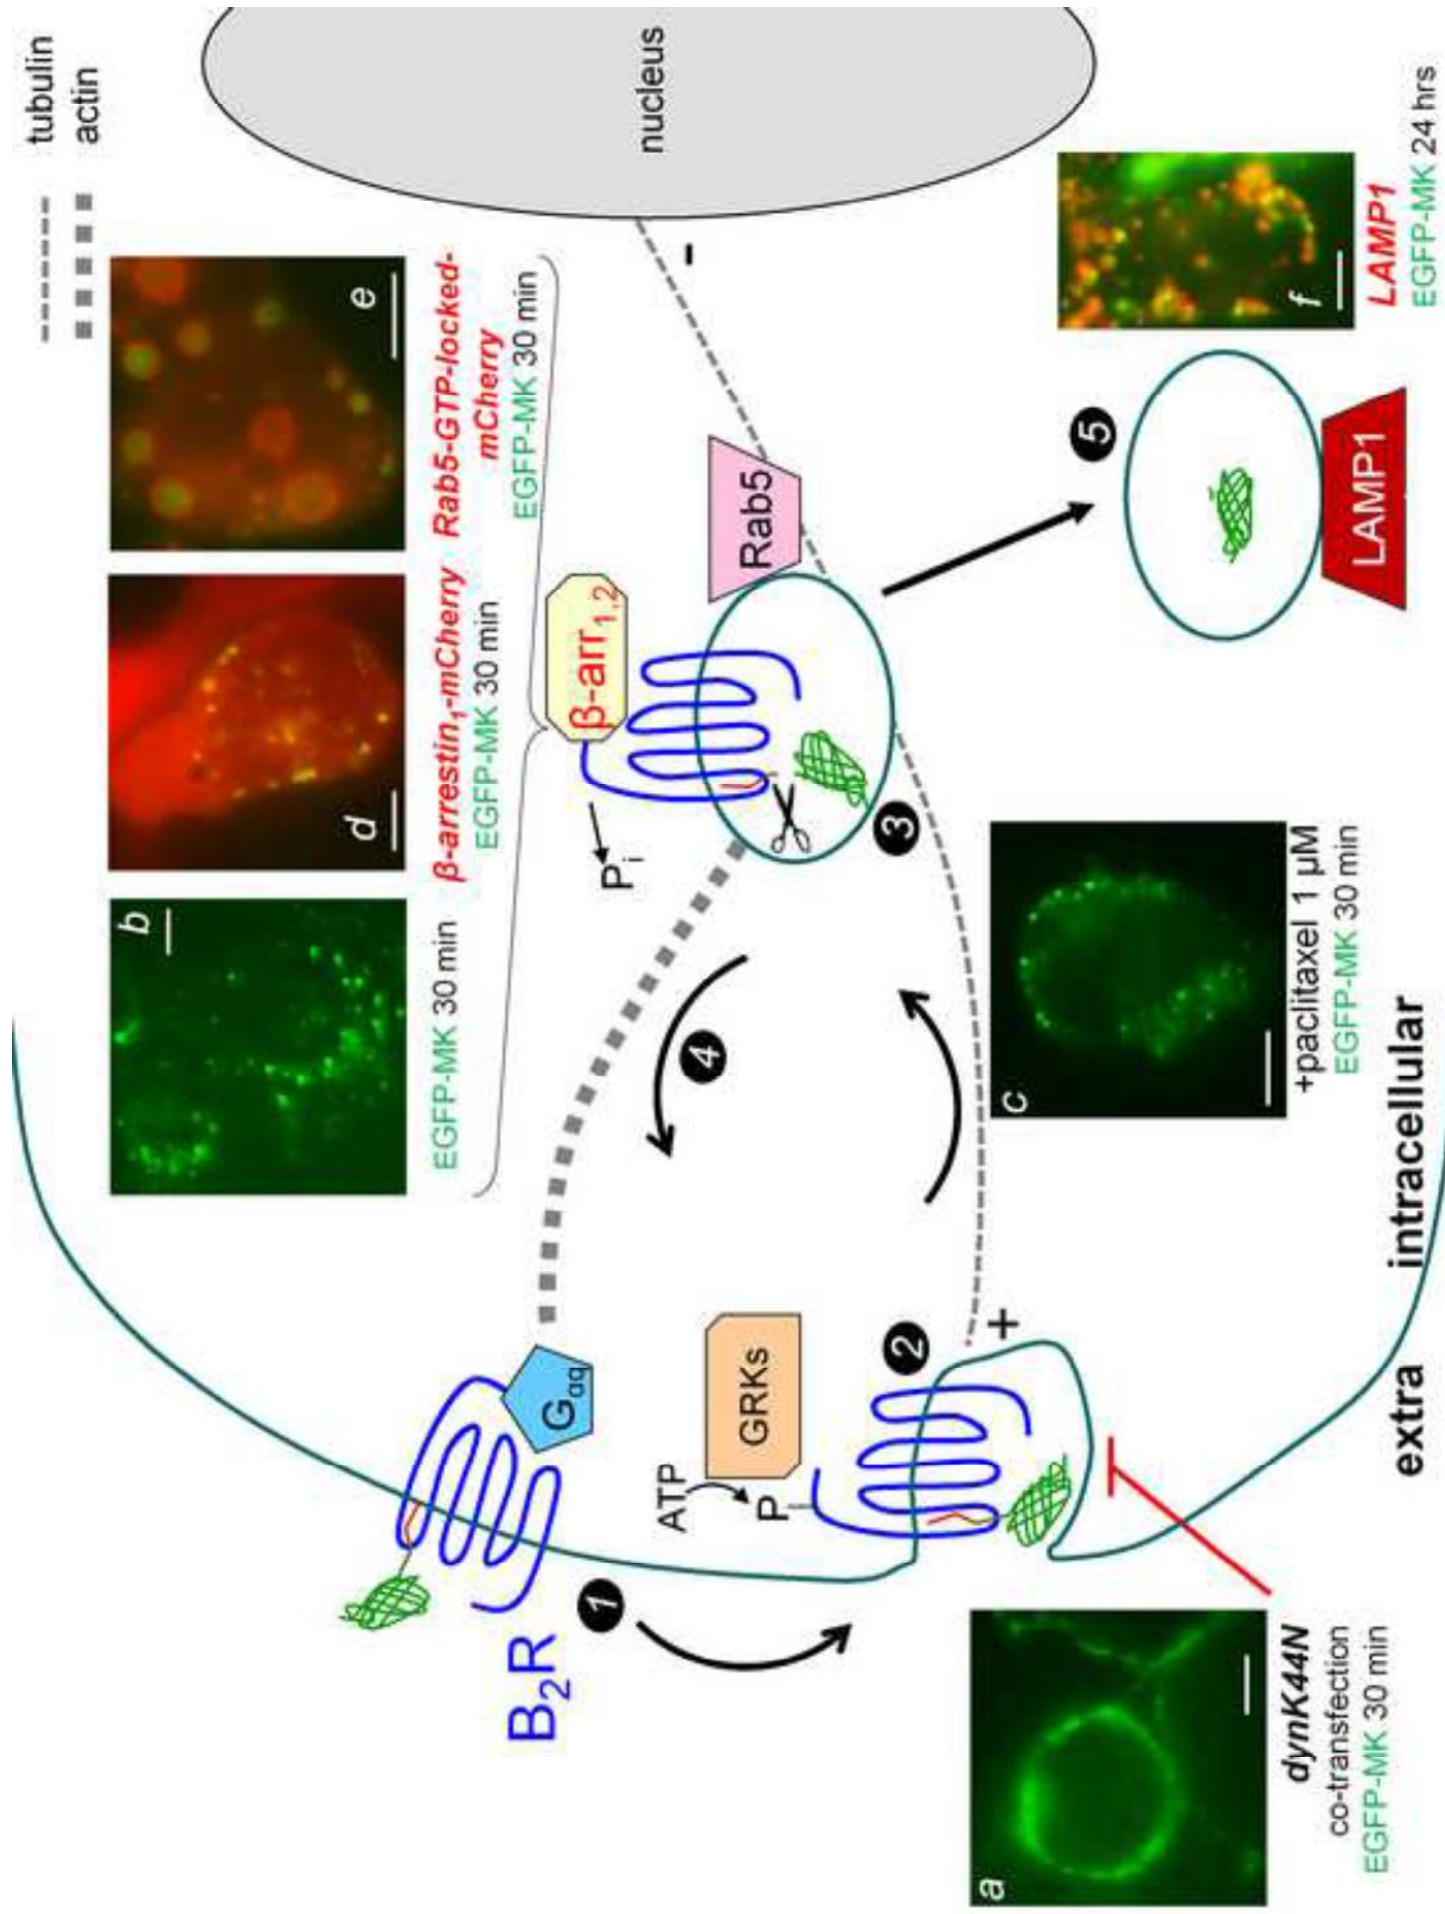 tubulin
actin
b
d
e
EGFP-MK 30 min
β-arrestin₁-mCherry
EGFP-MK 30 min
Rab5-GTP-locked-
mCherry
EGFP-MK 30 min
nucleus
B₂R
Gαq
1
ATP
P
GRKs
2
+
4
Pi
β-arr₁,₂
3
Rab5
-
5
LAMP1
a
dynK44N
co-transfection
EGFP-MK 30 min
c
+paclitaxel 1 µM
EGFP-MK 30 min
f
LAMP1
EGFP-MK 24 hrs
extra intracellular